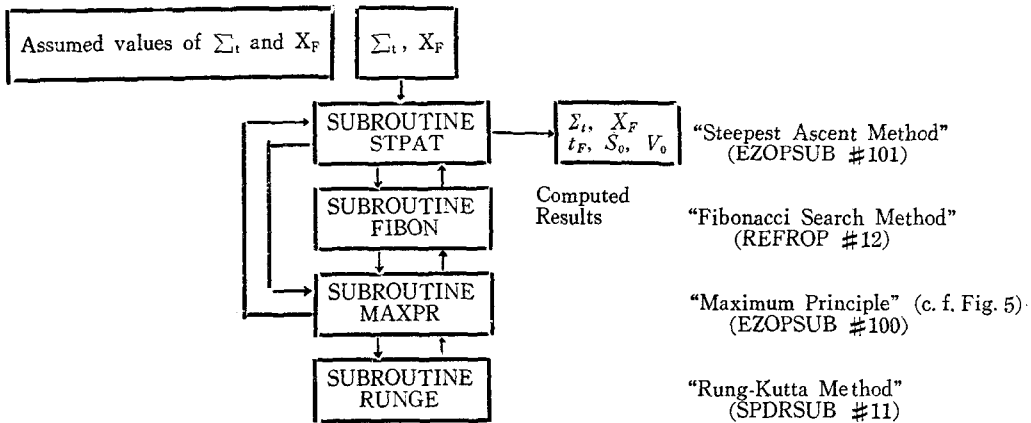 Assumed values of ∑t and XF
∑t, XF
SUBROUTINE
STPAT
Σt, XF
tF, S0, V0
"Steepest Ascent Method"
(EZOPSUB #101)
Computed
Results
SUBROUTINE
FIBON
"Fibonacci Search Method"
(REFROP #12)
SUBROUTINE
MAXPR
"Maximum Principle" (c. f. Fig. 5)
(EZOPSUB #100)
SUBROUTINE
RUNGE
"Rung-Kutta Method"
(SPDRSUB #11)